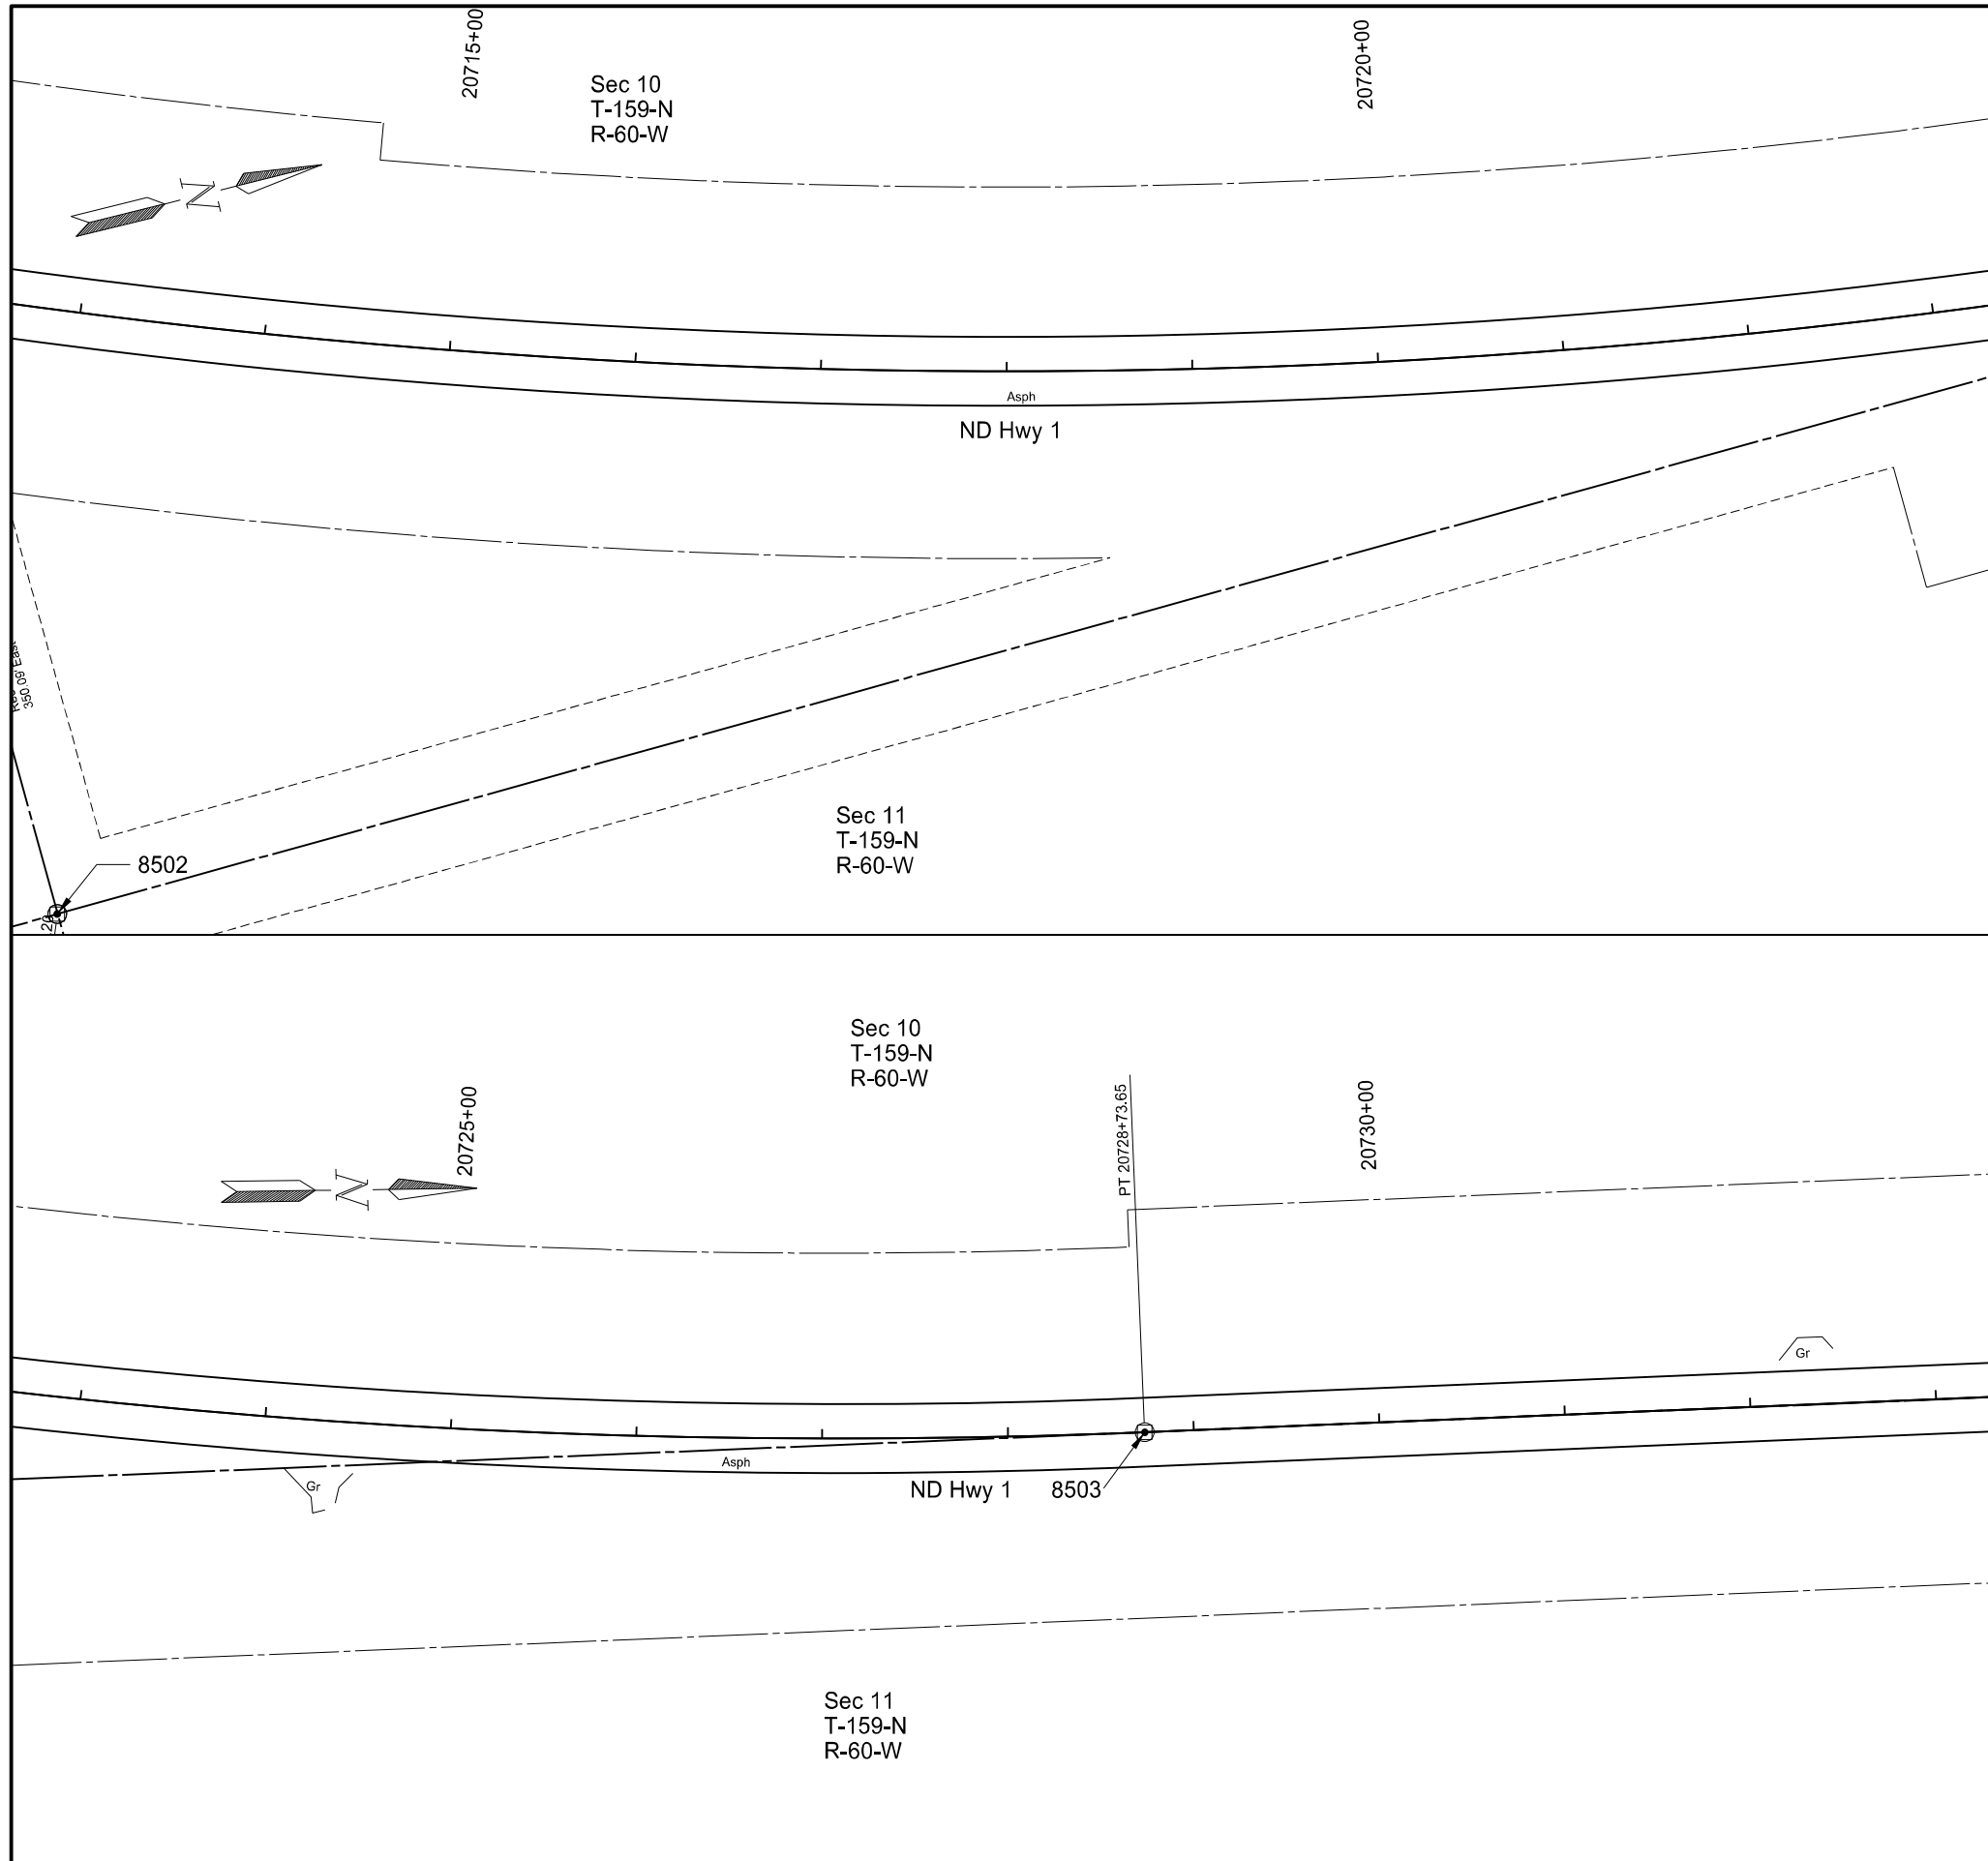 20715+00
20720+00
Sec 10
T-159-N
R-60-W
N
Asph
ND Hwy 1
350.09' East
Sec 11
T-159-N
R-60-W
8502
Sec 10
T-159-N
R-60-W
20725+00
PT 20728+73.65
20730+00
N
Gr
Asph
Gr
ND Hwy 1
8503
Sec 11
T-159-N
R-60-W